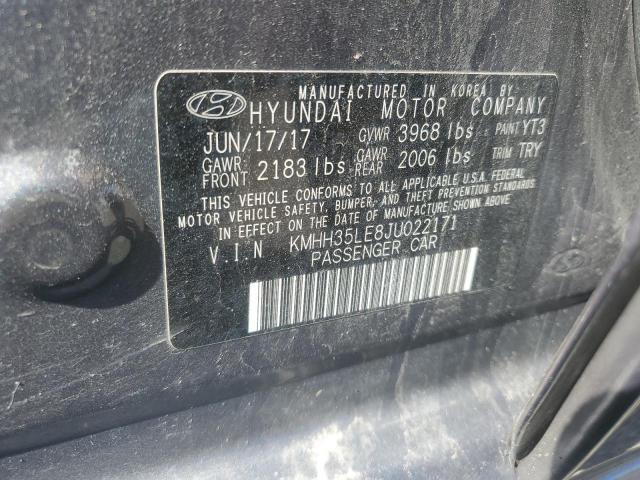 MANUFACTURED IN KOREA BY
HYUNDAI MOTOR COMPANY
JUN/17/17 GVWR 3968 lbs PAINT YT3
GAWR: FRONT 2183 lbs GAWR REAR 2006 lbs TRIM TRY
THIS VEHICLE CONFORMS TO ALL APPLICABLE U.S.A. FEDERAL
MOTOR VEHICLE SAFETY, BUMPER, AND THEFT PREVENTION STANDARDS
IN EFFECT ON THE DATE OF MANUFACTURE SHOWN ABOVE
V.I.N KMHH35LE8JU022171
PASSENGER CAR